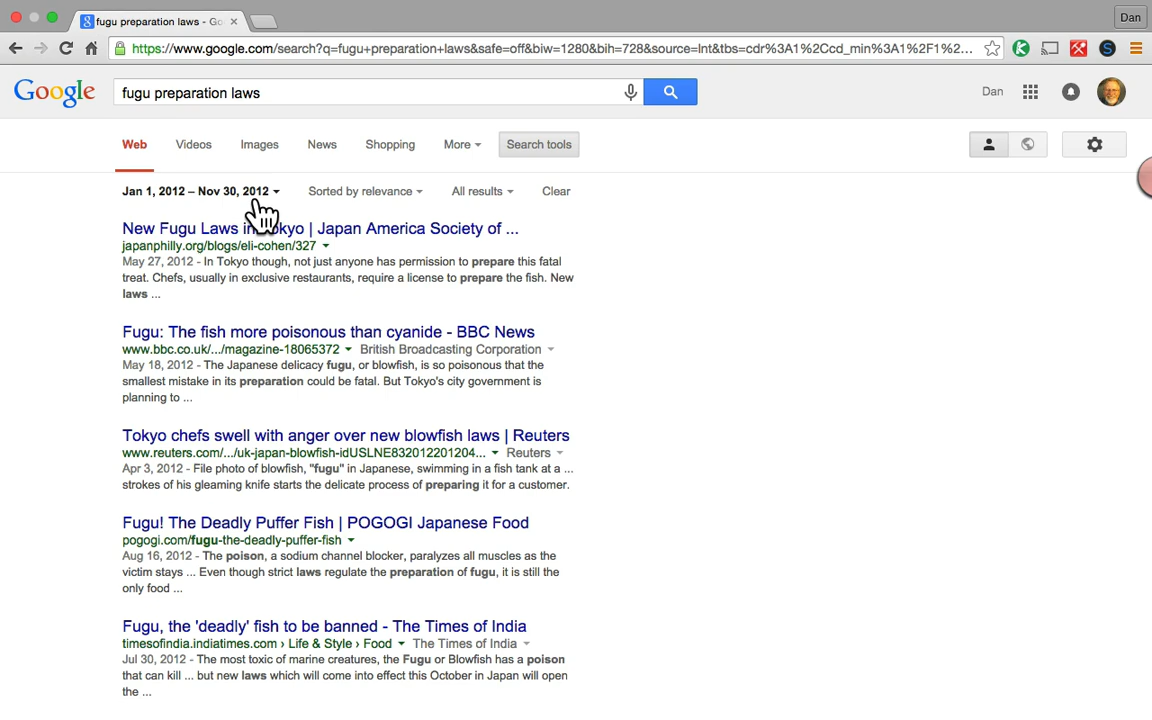 fugu preparation laws - Go
Dan
https://www.google.com/search?q=fugu+preparation+laws&safe=off&biw=1280&bih=728&source=lnt&tbs=cdr%3A1%2Ccd_min%3A1%2F1%2...
Google
fugu preparation laws
Dan
Web Videos Images News Shopping More Search tools
Jan 1, 2012 – Nov 30, 2012 Sorted by relevance All results Clear
New Fugu Laws in Tokyo | Japan America Society of ...
japanphilly.org/blogs/eli-cohen/327
May 27, 2012 - In Tokyo though, not just anyone has permission to prepare this fatal
treat. Chefs, usually in exclusive restaurants, require a license to prepare the fish. New
laws ...
Fugu: The fish more poisonous than cyanide - BBC News
www.bbc.co.uk/.../magazine-18065372 British Broadcasting Corporation
May 18, 2012 - The Japanese delicacy fugu, or blowfish, is so poisonous that the
smallest mistake in its preparation could be fatal. But Tokyo's city government is
planning to ...
Tokyo chefs swell with anger over new blowfish laws | Reuters
www.reuters.com/.../uk-japan-blowfish-idUSLNE832012201204... Reuters
Apr 3, 2012 - File photo of blowfish, "fugu" in Japanese, swimming in a fish tank at a ...
strokes of his gleaming knife starts the delicate process of preparing it for a customer.
Fugu! The Deadly Puffer Fish | POGOGI Japanese Food
pogogi.com/fugu-the-deadly-puffer-fish
Aug 16, 2012 - The poison, a sodium channel blocker, paralyzes all muscles as the
victim stays ... Even though strict laws regulate the preparation of fugu, it is still the
only food ...
Fugu, the 'deadly' fish to be banned - The Times of India
timesofindia.indiatimes.com › Life & Style › Food The Times of India
Jul 30, 2012 - The most toxic of marine creatures, the Fugu or Blowfish has a poison
that can kill ... but new laws which will come into effect this October in Japan will open
the ...